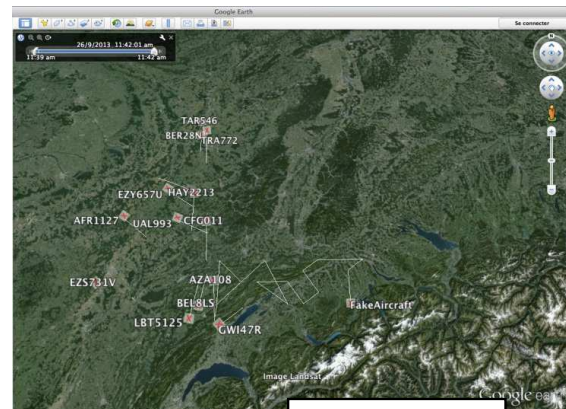 Google Earth
Se connecter
26/9/2013 11:42:01 am
11:39 am
11:42 am
TAR546
BER28N
TRA772
EZY657U
HAY2213
AFR1127
UAL993
CFG011
EZS731V
AZA108
BEL8LS
FakeAircraft
LBT5125
GWI47R
Image Landsat
Google ear